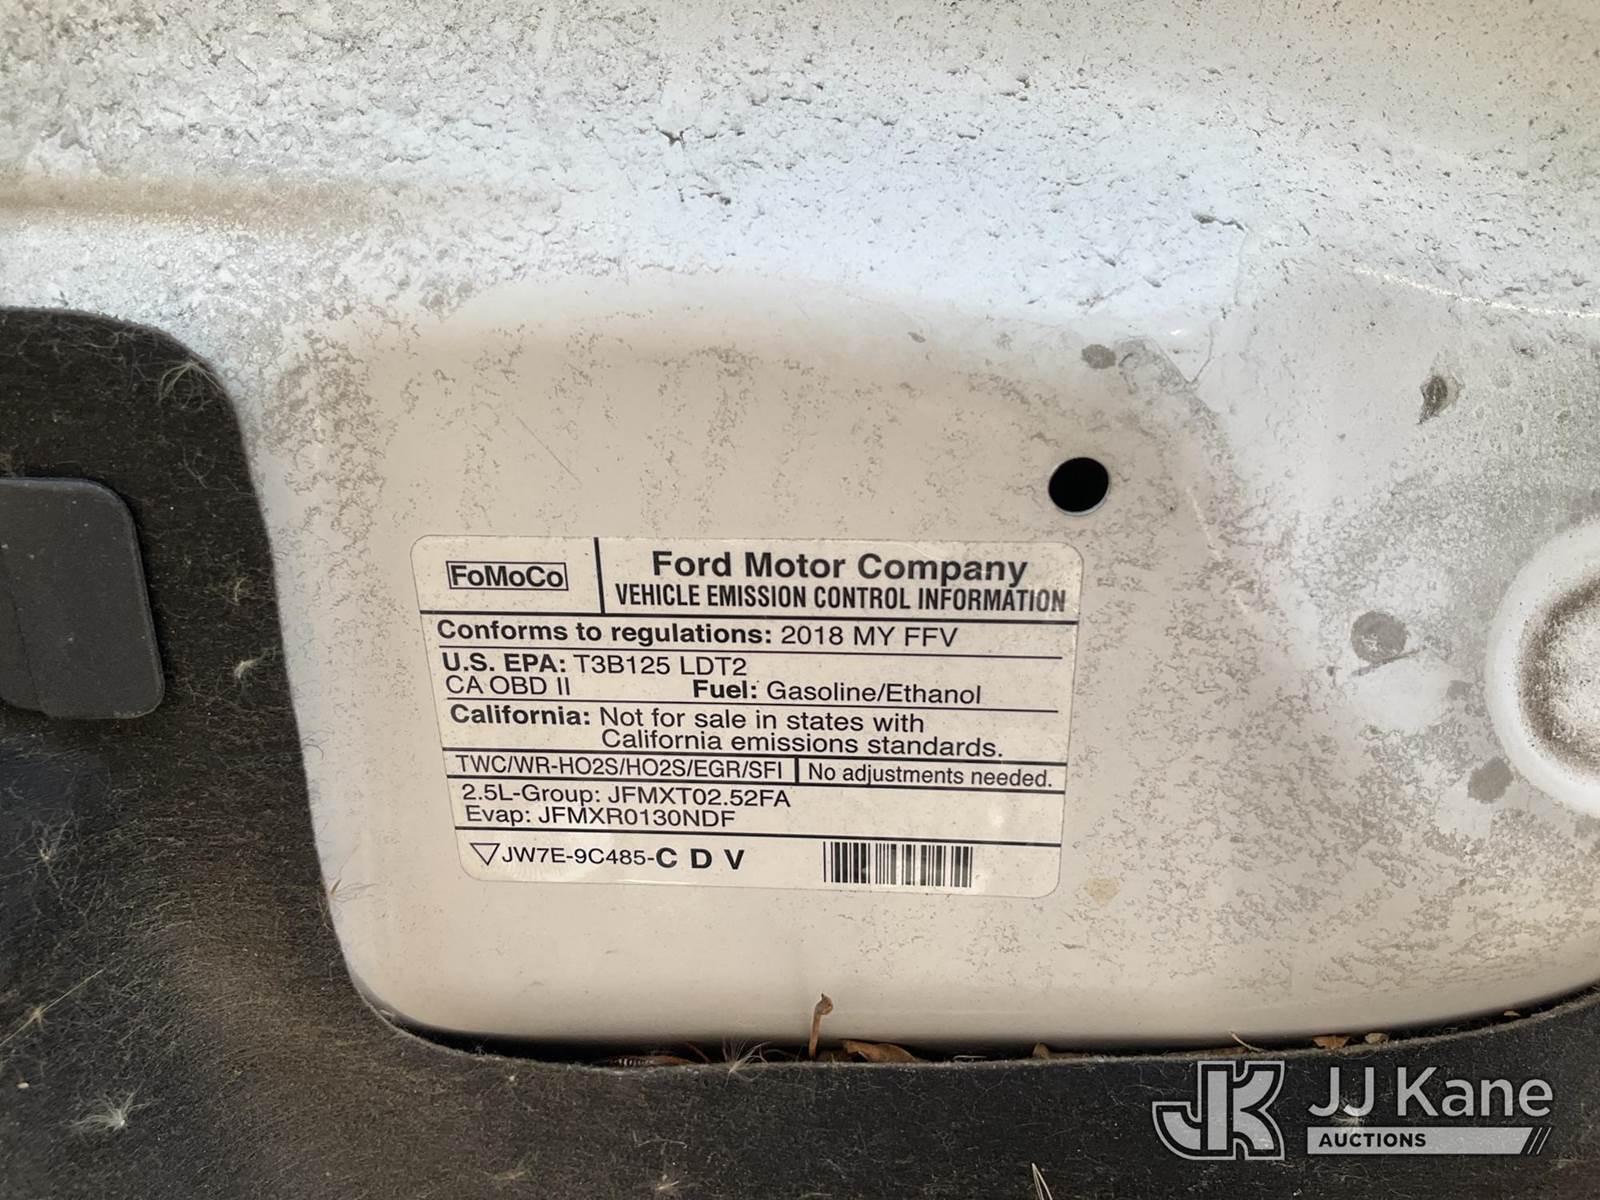 FoMoCo
Ford Motor Company
VEHICLE EMISSION CONTROL INFORMATION
Conforms to regulations: 2018 MY FFV
U.S. EPA: T3B125 LDT2
CA OBD II Fuel: Gasoline/Ethanol
California: Not for sale in states with
California emissions standards.
TWC/WR-HO2S/HO2S/EGR/SFI No adjustments needed.
2.5L-Group: JFMXT02.52FA
Evap: JFMXR0130NDF
JW7E-9C485-C D V
JK JJ Kane
AUCTIONS